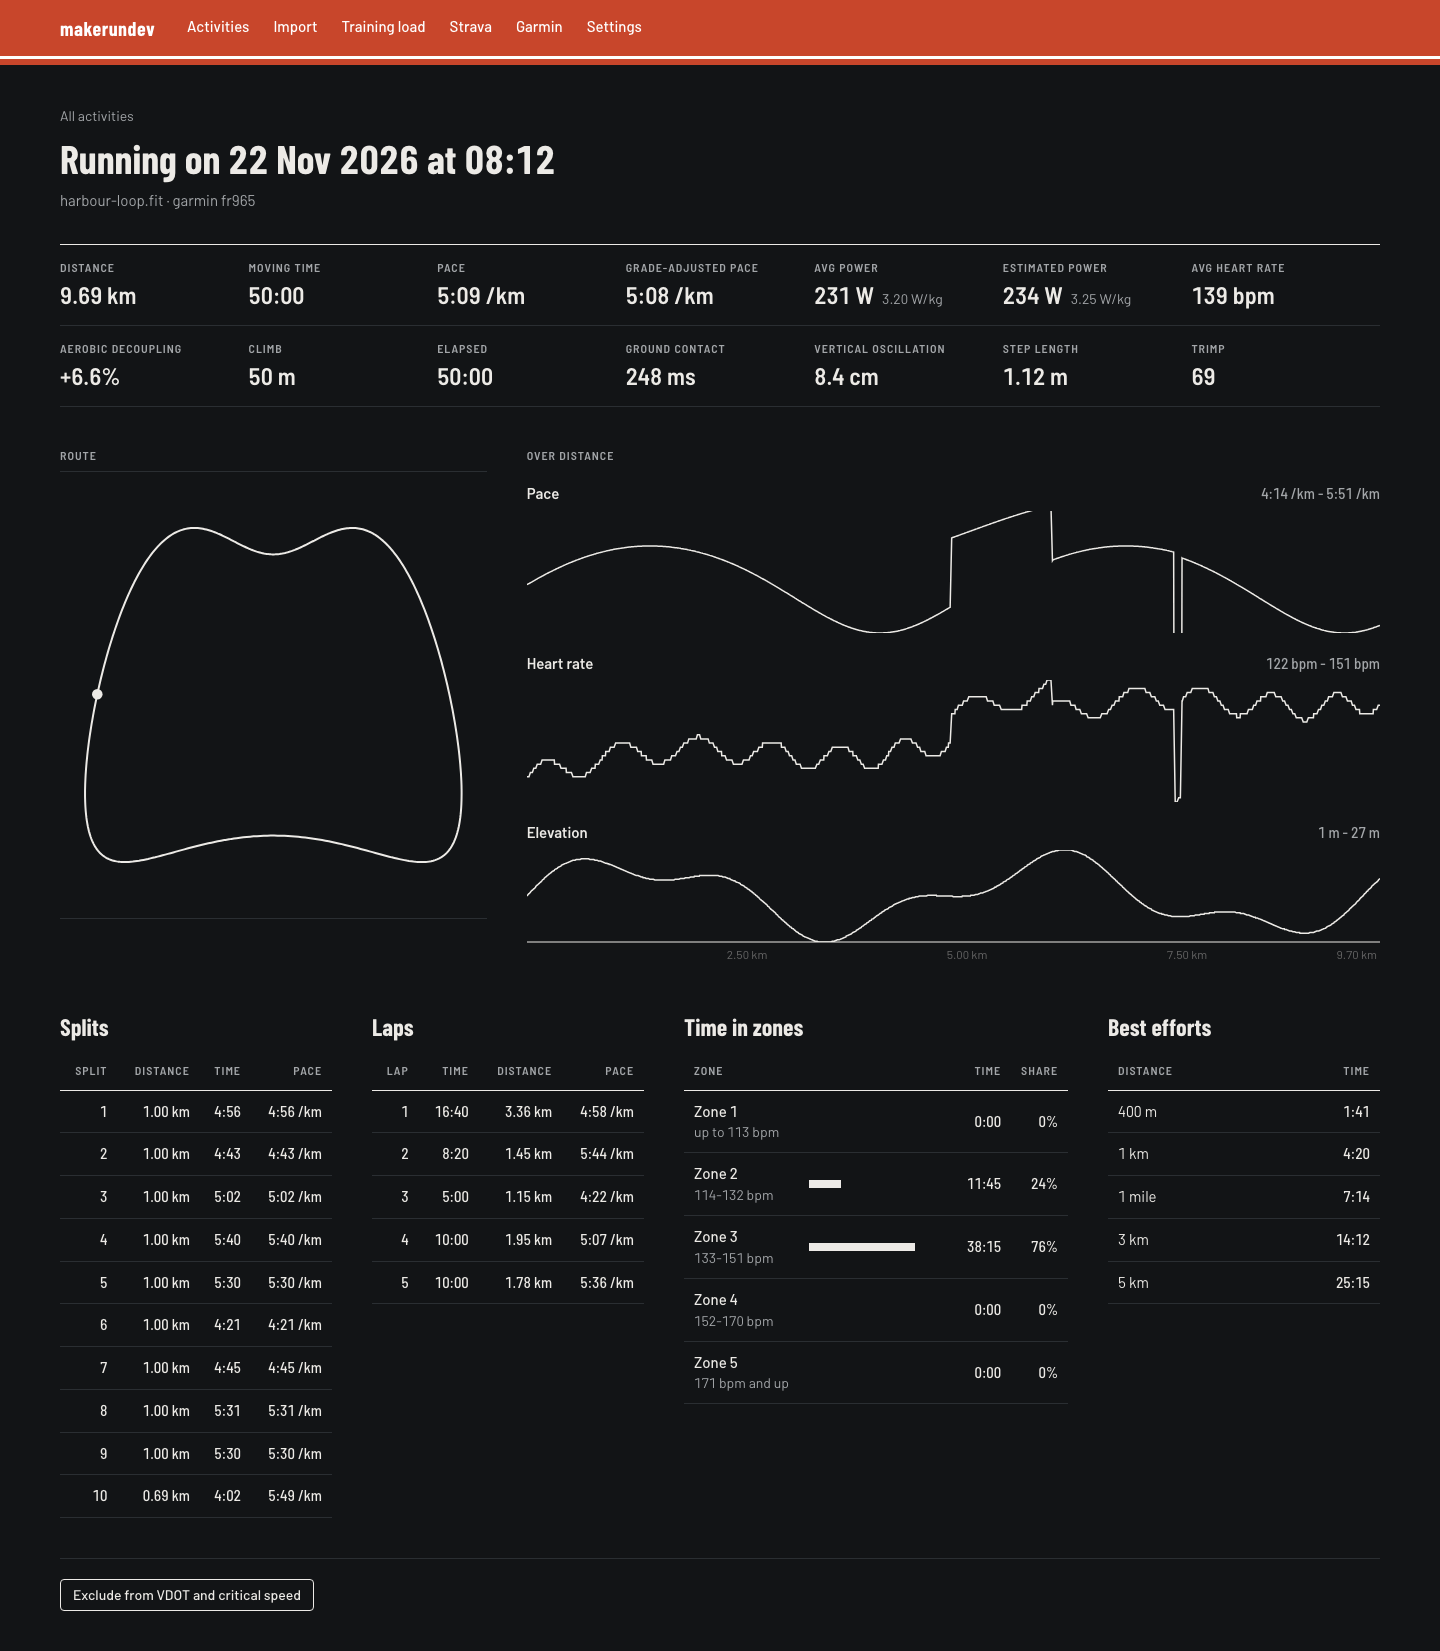 makerundev Activities Import Training load Strava Garmin Settings
All activities
Running on 22 Nov 2026 at 08:12
harbour-loop.fit · garmin fr965
DISTANCE MOVING TIME PACE GRADE-ADJUSTED PACE AVG POWER ESTIMATED POWER AVG HEART RATE
9.69 km 50:00 5:09 /km 5:08 /km 231 W 3.20 W/kg 234 W 3.25 W/kg 139 bpm
AEROBIC DECOUPLING CLIMB ELAPSED GROUND CONTACT VERTICAL OSCILLATION STEP LENGTH TRIMP
+6.6% 50 m 50:00 248 ms 8.4 cm 1.12 m 69
ROUTE
OVER DISTANCE
Pace 4:14 /km - 5:51 /km
Heart rate 122 bpm - 151 bpm
Elevation 1 m - 27 m
2.50 km 5.00 km 7.50 km 9.70 km
Splits
SPLIT DISTANCE TIME PACE
1 1.00 km 4:56 4:56 /km
2 1.00 km 4:43 4:43 /km
3 1.00 km 5:02 5:02 /km
4 1.00 km 5:40 5:40 /km
5 1.00 km 5:30 5:30 /km
6 1.00 km 4:21 4:21 /km
7 1.00 km 4:45 4:45 /km
8 1.00 km 5:31 5:31 /km
9 1.00 km 5:30 5:30 /km
10 0.69 km 4:02 5:49 /km
Laps
LAP TIME DISTANCE PACE
1 16:40 3.36 km 4:58 /km
2 8:20 1.45 km 5:44 /km
3 5:00 1.15 km 4:22 /km
4 10:00 1.95 km 5:07 /km
5 10:00 1.78 km 5:36 /km
Time in zones
ZONE TIME SHARE
Zone 1 0:00 0%
up to 113 bpm
Zone 2 11:45 24%
114-132 bpm
Zone 3 38:15 76%
133-151 bpm
Zone 4 0:00 0%
152-170 bpm
Zone 5 0:00 0%
171 bpm and up
Best efforts
DISTANCE TIME
400 m 1:41
1 km 4:20
1 mile 7:14
3 km 14:12
5 km 25:15
Exclude from VDOT and critical speed